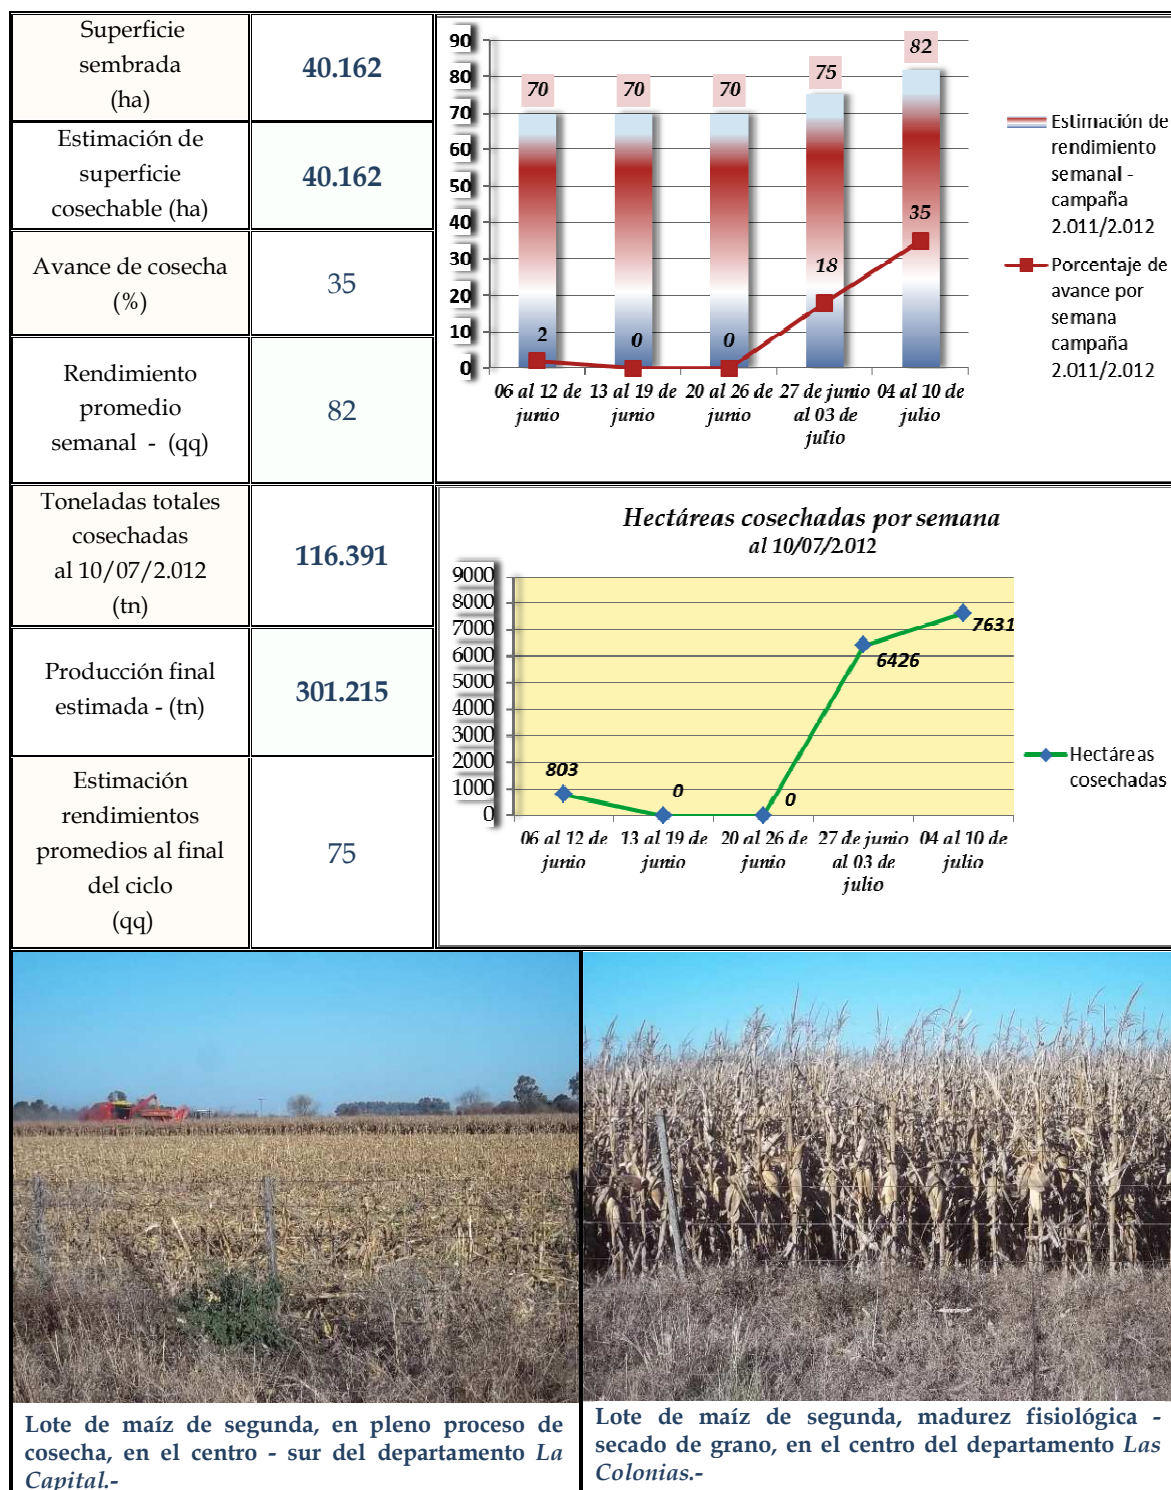 Superficie
sembrada
(ha)
40.162
Estimación de
superficie
cosechable (ha)
40.162
Avance de cosecha
(%)
35
Rendimiento
promedio
semanal - (qq)
82
90
80
70
60
50
40
30
20
10
0
70
70
70
75
82
2
0
0
18
35
06 al 12 de
junio
13 al 19 de
junio
20 al 26 de
junio
27 de junio
al 03 de
julio
04 al 10 de
julio
Estimación de
rendimiento
semanal -
campaña
2.011/2.012
Porcentaje de
avance por
semana
campaña
2.011/2.012
Toneladas totales
cosechadas
al 10/07/2.012
(tn)
116.391
Producción final
estimada - (tn)
301.215
Estimación
rendimientos
promedios al final
del ciclo
(qq)
75
Hectáreas cosechadas por semana
al 10/07/2.012
9000
8000
7000
6000
5000
4000
3000
2000
1000
0
803
0
0
6426
7631
06 al 12 de
junio
13 al 19 de
junio
20 al 26 de
junio
27 de junio
al 03 de
julio
04 al 10 de
julio
Hectáreas
cosechadas
Lote de maíz de segunda, en pleno proceso de
cosecha, en el centro - sur del departamento La
Capital.-
Lote de maíz de segunda, madurez fisiológica -
secado de grano, en el centro del departamento Las
Colonias.-